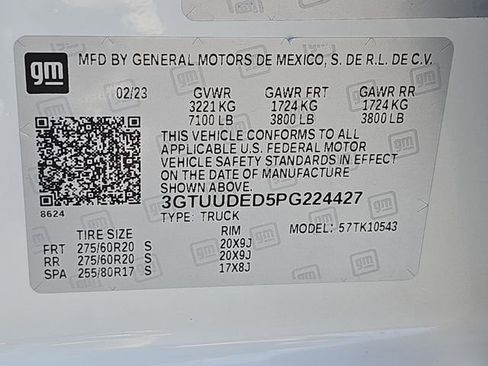 gm MFD BY GENERAL MOTORS DE MEXICO, S. DE R.L. DE C.V.
02/23 GVWR GAWR FRT GAWR RR
3221 KG 1724 KG 1724 KG
7100 LB 3800 LB 3800 LB
THIS VEHICLE CONFORMS TO ALL
APPLICABLE U.S. FEDERAL MOTOR
VEHICLE SAFETY STANDARDS IN EFFECT
ON THE DATE OF MANUFACTURE
SHOWN ABOVE.
8624 3GTUUDED5PG224427
TYPE: TRUCK
TIRE SIZE RIM MODEL: 57TK10543
FRT 275/60R20 S 20X9J
RR 275/60R20 S 20X9J
SPA 255/80R17 S 17X8J